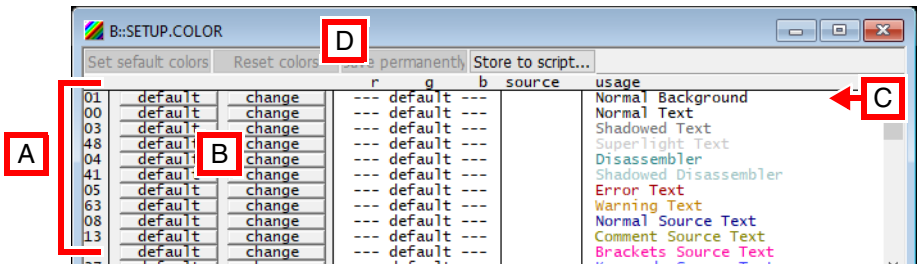 B::SETUP.COLOR
D
Set sefault colors Reset colors permanently Store to script...
r g b source usage
01 default change --- default --- Normal Background
C
00 default change --- default --- Normal Text
03 default change --- default --- Shadowed Text
48 default change --- default --- Superlight Text
A
B
04 default change --- default --- Disassembler
41 default change --- default --- Shadowed Disassembler
05 default change --- default --- Error Text
63 default change --- default --- Warning Text
08 default change --- default --- Normal Source Text
13 default change --- default --- Comment Source Text
default change --- default --- Brackets Source Text